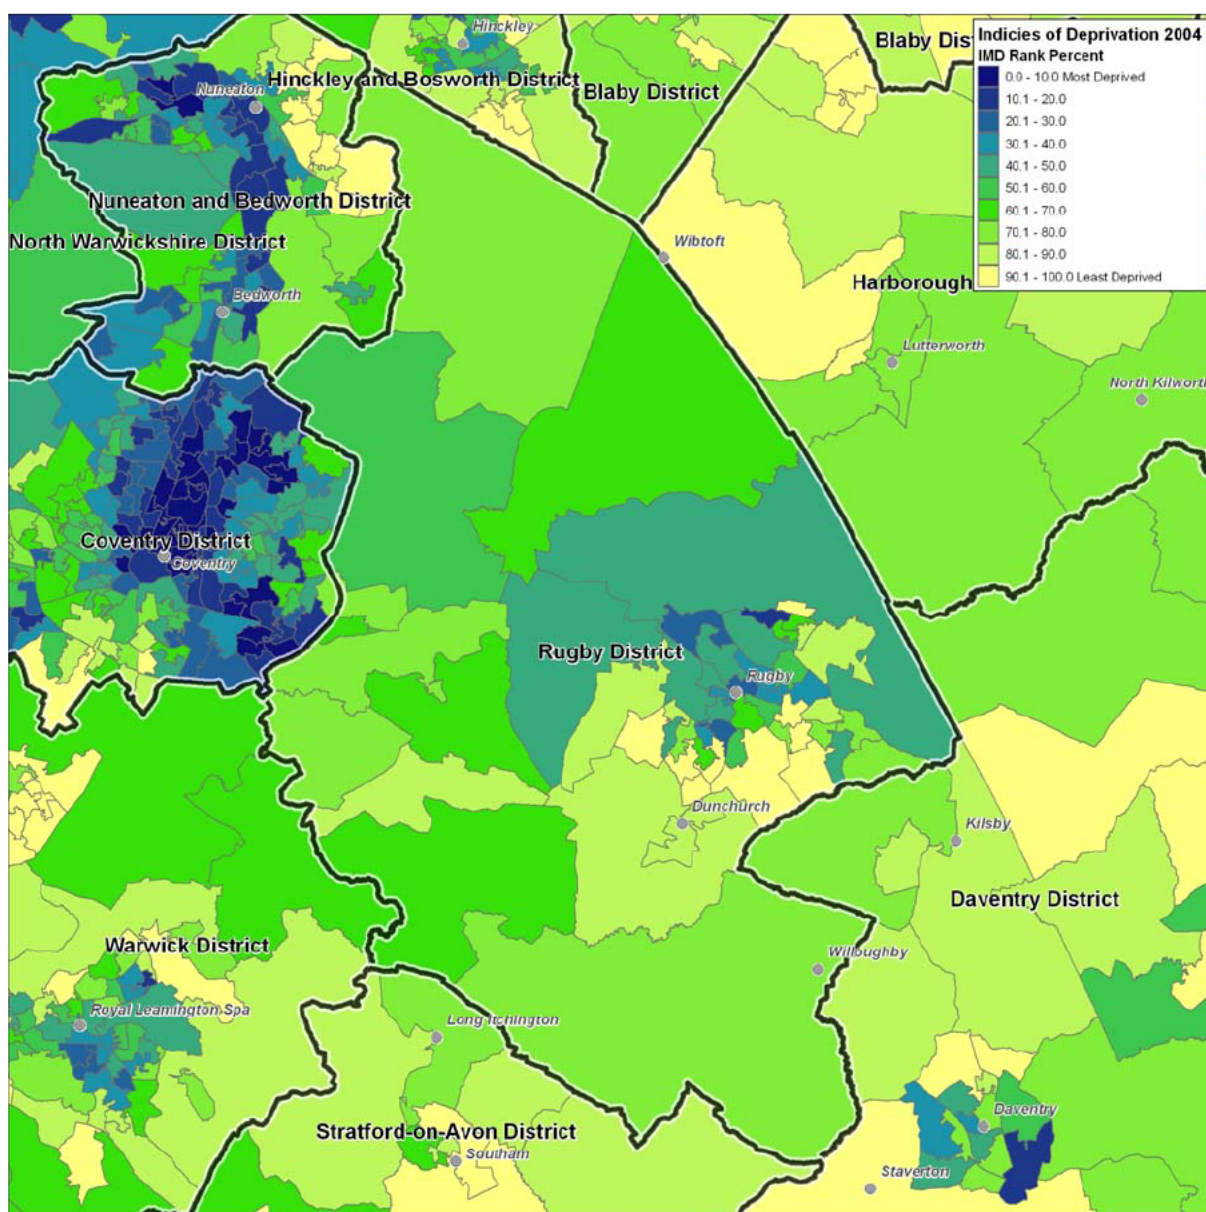 Hinckley
Blaby Dist
Indicies of Deprivation 2004
IMD Rank Percent
0.0 - 10.0 Most Deprived
10.1 - 20.0
20.1 - 30.0
30.1 - 40.0
40.1 - 50.0
50.1 - 60.0
60.1 - 70.0
70.1 - 80.0
80.1 - 90.0
90.1 - 100.0 Least Deprived
Hinckley and Bosworth District
Blaby District
Nuneaton
Nuneaton and Bedworth District
North Warwickshire District
Wibtoft
Harborough
Bedworth
Lutterworth
North Kilworth
Coventry District
Coventry
Rugby District
Rugby
Dunchurch
Kilsby
Daventry District
Warwick District
Willoughby
Royal Leamington Spa
Long Itchington
Daventry
Stratford-on-Avon District
Southam
Staverton